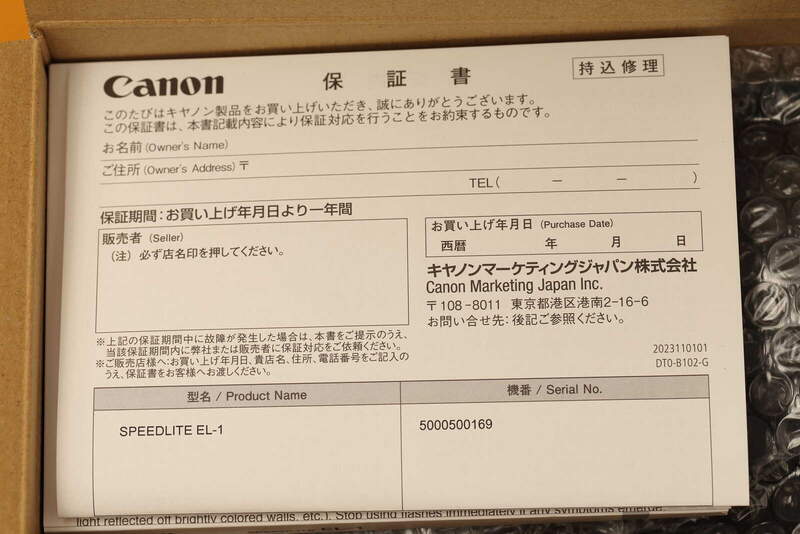 Canon 保証書 持込修理
このたびはキヤノン製品をお買い上げいただき、誠にありがとうございます。
この保証書は、本書記載内容により保証対応を行うことをお約束するものです。
お名前 (Owner's Name)
ご住所 (Owner's Address) 〒
TEL( － － )
保証期間：お買い上げ年月日より一年間
販売者 (Seller)
（注）必ず店名印を押してください。
お買い上げ年月日 (Purchase Date)
西暦 年 月 日
キヤノンマーケティングジャパン株式会社
Canon Marketing Japan Inc.
〒108-8011 東京都港区港南2-16-6
お問い合せ先：後記ご参照ください。
※上記の保証期間中に故障が発生した場合は、本書をご提示のうえ、
当該保証期間内に弊社または販売者に保証対応をご依頼ください。
※ご販売店様へ：お買い上げ年月日、貴店名、住所、電話番号をご記入の
うえ、保証書をお客様へお渡しください。
2023110101
DT0-B102-G
型名 / Product Name
機番 / Serial No.
SPEEDLITE EL-1
5000500169
light reflected off brightly colored walls, etc.). Stop using flashes immediately if any symptoms emerge.